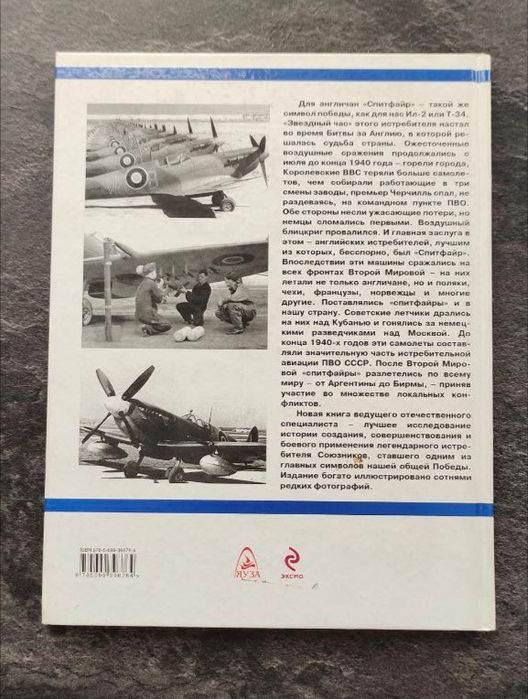 Для англичан «Спитфайр» – такой же
символ победы, как для нас Ил-2 или Т-34.
«Звездный час» этого истребителя настал
во время Битвы за Англию, в которой ре-
шалась судьба страны. Ожесточенные
воздушные сражения продолжались с
июля до конца 1940 года – горели города,
Королевские ВВС теряли больше самоле-
тов, чем собирали работающие в три
смены заводы, премьер Черчилль спал, не
раздеваясь, на командном пункте ПВО.
Обе стороны несли ужасающие потери, но
немцы сломались первыми. Воздушный
блицкриг провалился. И главная заслуга в
этом – английских истребителей, лучшим
из которых, бесспорно, был «Спитфайр».
Впоследствии эти машины сражались на
всех фронтах Второй Мировой – на них
летали не только англичане, но и поляки,
чехи, французы, норвежцы и многие
другие. Поставлялись «спитфайры» и в
нашу страну. Советские летчики дрались
на них над Кубанью и гонялись за немец-
кими разведчиками над Москвой. До
конца 1940-х годов эти самолеты состав-
ляли значительную часть истребительной
авиации ПВО СССР. После Второй Миро-
вой «спитфайры» разлетелись по всему
миру – от Аргентины до Бирмы, – приняв
участие во множестве локальных кон-
фликтов.
Новая книга ведущего отечественного
специалиста – лучшее исследование
истории создания, совершенствования и
боевого применения легендарного истре-
бителя Союзников, ставшего одним из
главных символов нашей общей Победы.
Издание богато иллюстрировано сотнями
редких фотографий.
ЯУЗА
ЭКСМО